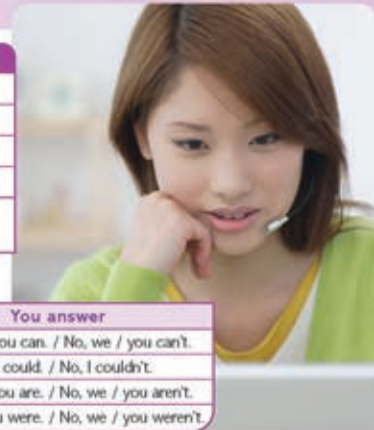 You answer
ou can. / No, we / you can't.
could. / No, I couldn't.
ou are. / No, we / you aren't.
u were. / No, we / you weren't.